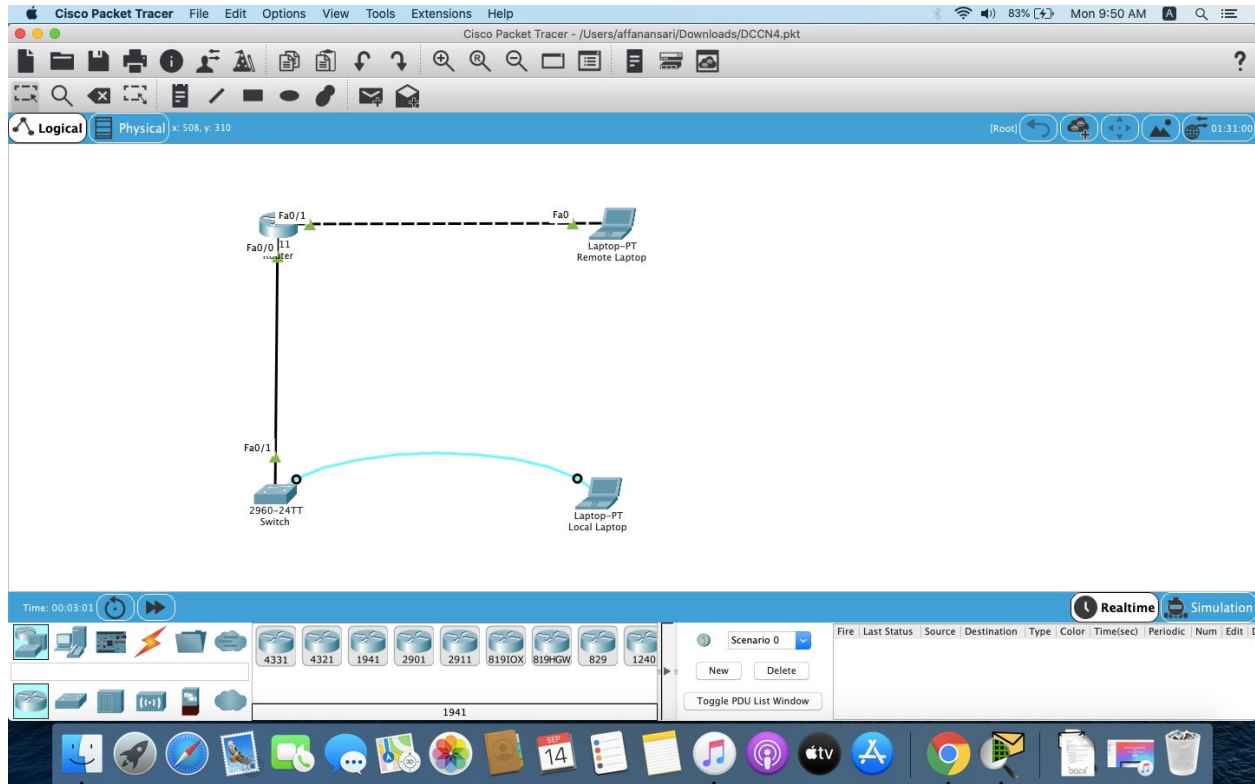 Cisco Packet Tracer File Edit Options View Tools Extensions Help 83% Mon 9:50 AM A
Cisco Packet Tracer - /Users/affanansari/Downloads/DCCN4.pkt
?
Logical Physical x: 508, y: 310 [Root] 01:31:00
Fa0/1 Fa0
Fa0/0 11 Laptop-PT
Remote Laptop
Fa0/1
2960-24TT
Switch
Laptop-PT
Local Laptop
Time: 00:03:01 Realtime Simulation
Scenario 0 Fire Last Status Source Destination Type Color Time(sec) Periodic Num Edit
4331 4321 1941 2901 2911 819IOX 819HGW 829 1240
New Delete
Toggle PDU List Window
1941
SEP
14
tv
DOCX